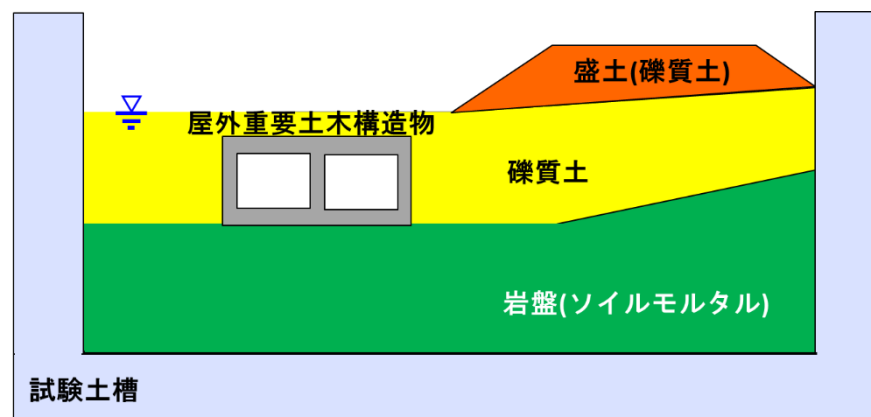 盛土(礫質土)
屋外重要土木構造物
礫質土
岩盤(ソイルモルタル)
試験土槽